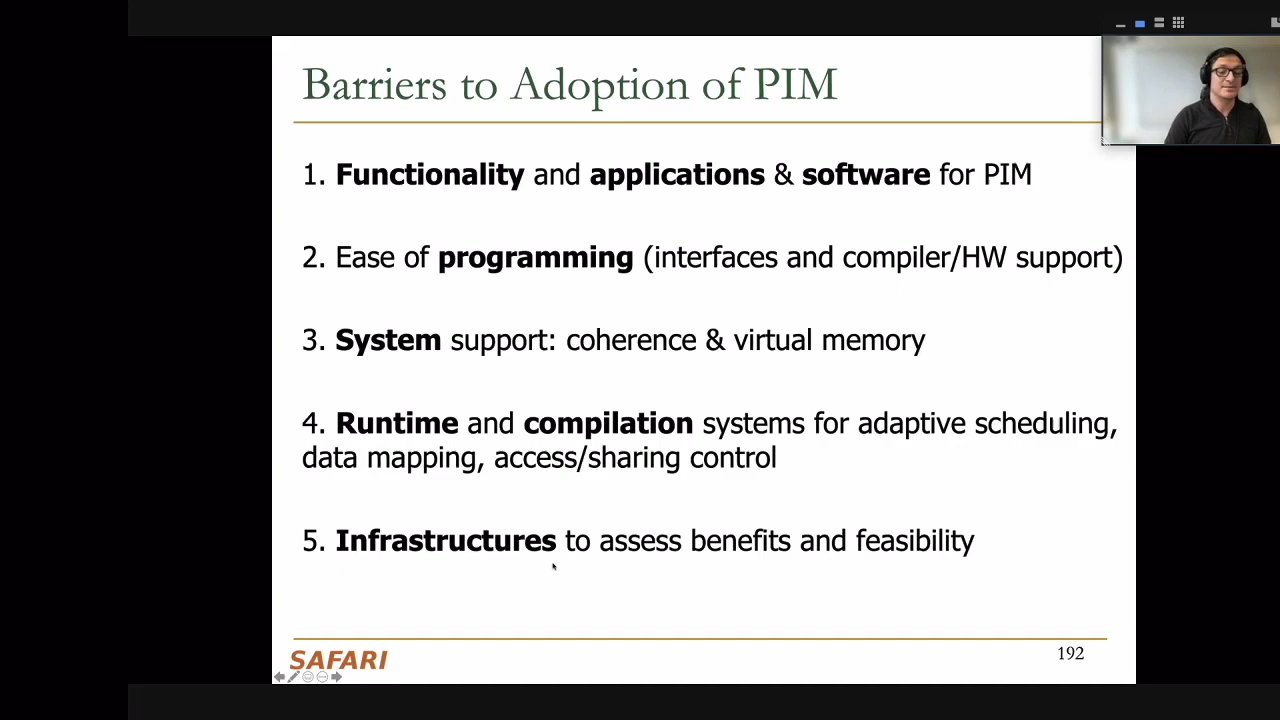 Barriers to Adoption of PIM
1. Functionality and applications & software for PIM
2. Ease of programming (interfaces and compiler/HW support)
3. System support: coherence & virtual memory
4. Runtime and compilation systems for adaptive scheduling,
data mapping, access/sharing control
5. Infrastructures to assess benefits and feasibility
SAFARI
192